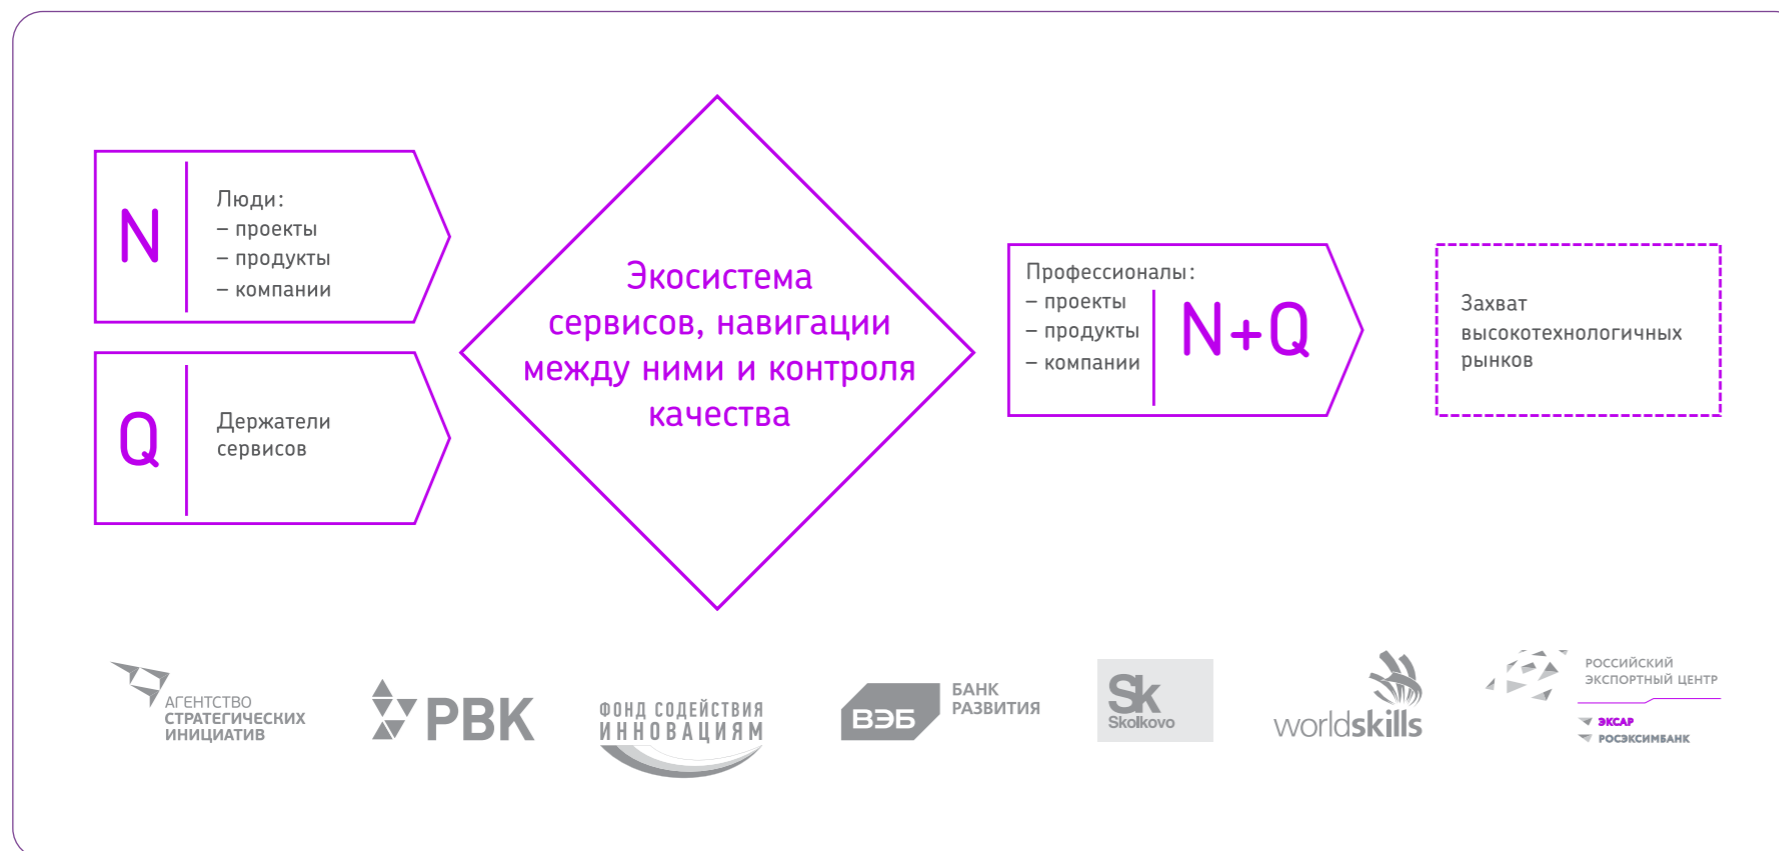 N
Люди:
– проекты
– продукты
– компании
Q
Держатели
сервисов
Экосистема
сервисов, навигации
между ними и контроля
качества
Профессионалы:
– проекты
– продукты
– компании
N+Q
Захват
высокотехнологичных
рынков
АГЕНТСТВО
СТРАТЕГИЧЕСКИХ
ИНИЦИАТИВ
РВК
ФОНД СОДЕЙСТВИЯ
ИННОВАЦИЯМ
ВЭБ
БАНК
РАЗВИТИЯ
Sk
Skolkovo
worldskills
РОССИЙСКИЙ
ЭКСПОРТНЫЙ ЦЕНТР
ЭКСАР
РОСЭКСИМБАНК